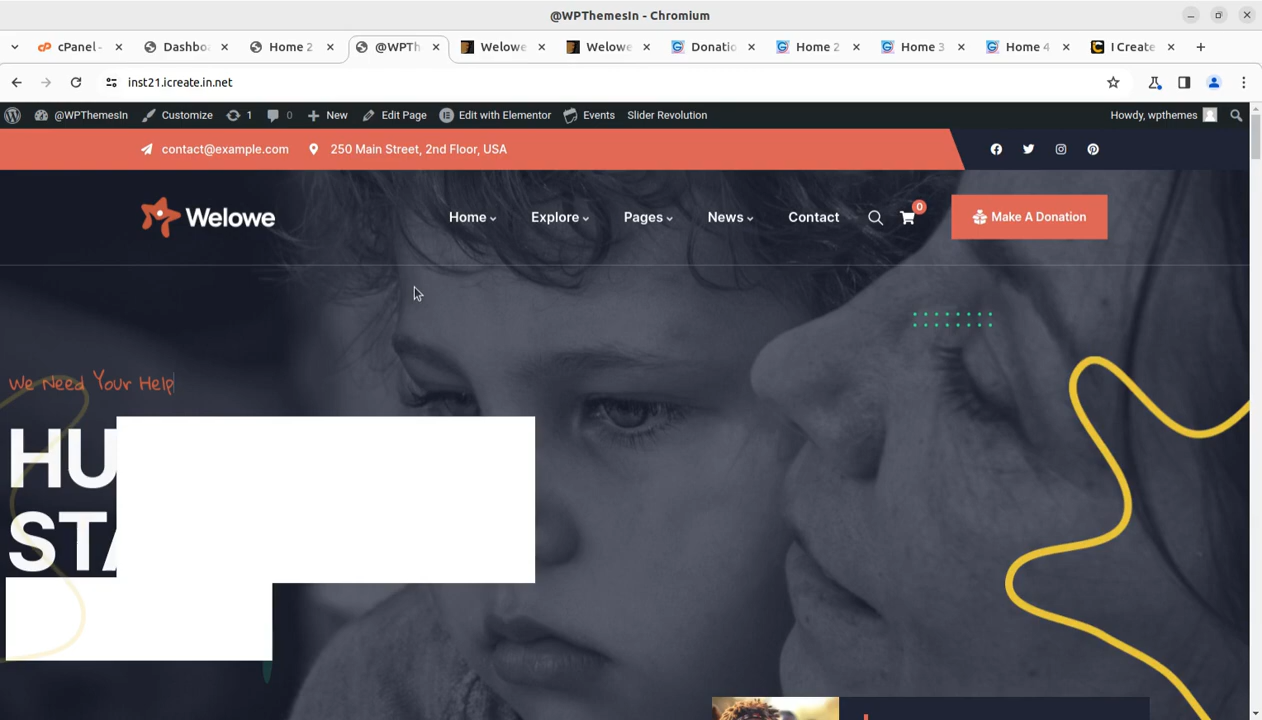 @WPThemesIn - Chromium
cPanel - Dashbo Home 2 @WPTh Welowe Welowe Donatio Home 2 Home 3 Home 4 I Create
inst21.icreate.in.net
@WPThemesIn Customize 1 0 New Edit Page Edit with Elementor Events Slider Revolution Howdy, wpthemes
contact@example.com 250 Main Street, 2nd Floor, USA
Welowe Home Explore Pages News Contact 0 Make A Donation
We Need Your Help
HU
STA